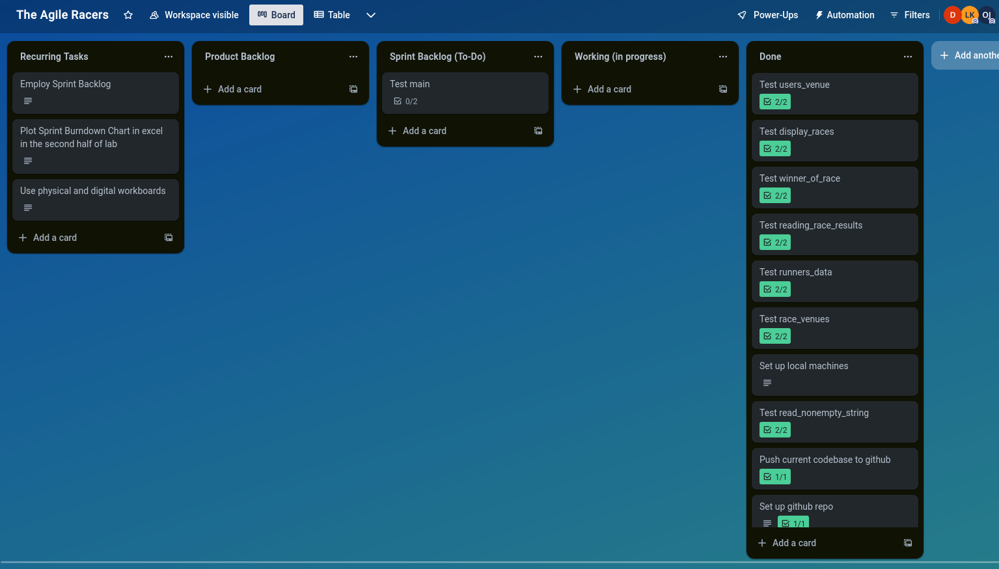 The Agile Racers
Workspace visible
Board
Table
Power-Ups
Automation
Filters
D
LK
OJ
Recurring Tasks
Employ Sprint Backlog
Plot Sprint Burndown Chart in excel
in the second half of lab
Use physical and digital workboards
Add a card
Product Backlog
Add a card
Sprint Backlog (To-Do)
Test main
0/2
Add a card
Working (in progress)
Add a card
Done
Test users_venue
2/2
Test display_races
2/2
Test winner_of_race
2/2
Test reading_race_results
2/2
Test runners_data
2/2
Test race_venues
2/2
Set up local machines
Test read_nonempty_string
2/2
Push current codebase to github
1/1
Set up github repo
1/1
Add a card
Add anothe